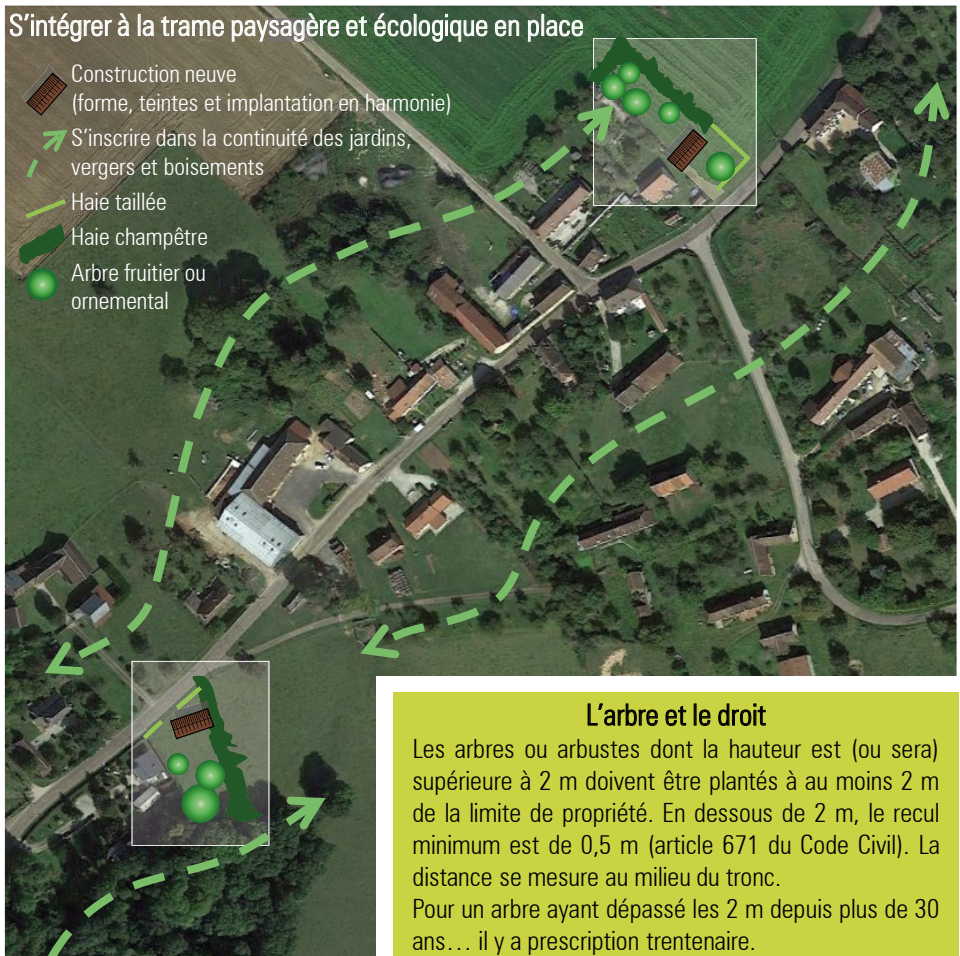 S'intégrer à la trame paysagère et écologique en place
Construction neuve
(forme, teintes et implantation en harmonie)
S'inscrire dans la continuité des jardins,
vergers et boisements
Haie taillée
Haie champêtre
Arbre fruitier ou
ornemental
L'arbre et le droit
Les arbres ou arbustes dont la hauteur est (ou sera)
supérieure à 2 m doivent être plantés à au moins 2 m
de la limite de propriété. En dessous de 2 m, le recul
minimum est de 0,5 m (article 671 du Code Civil). La
distance se mesure au milieu du tronc.
Pour un arbre ayant dépassé les 2 m depuis plus de 30
ans… il y a prescription trentenaire.